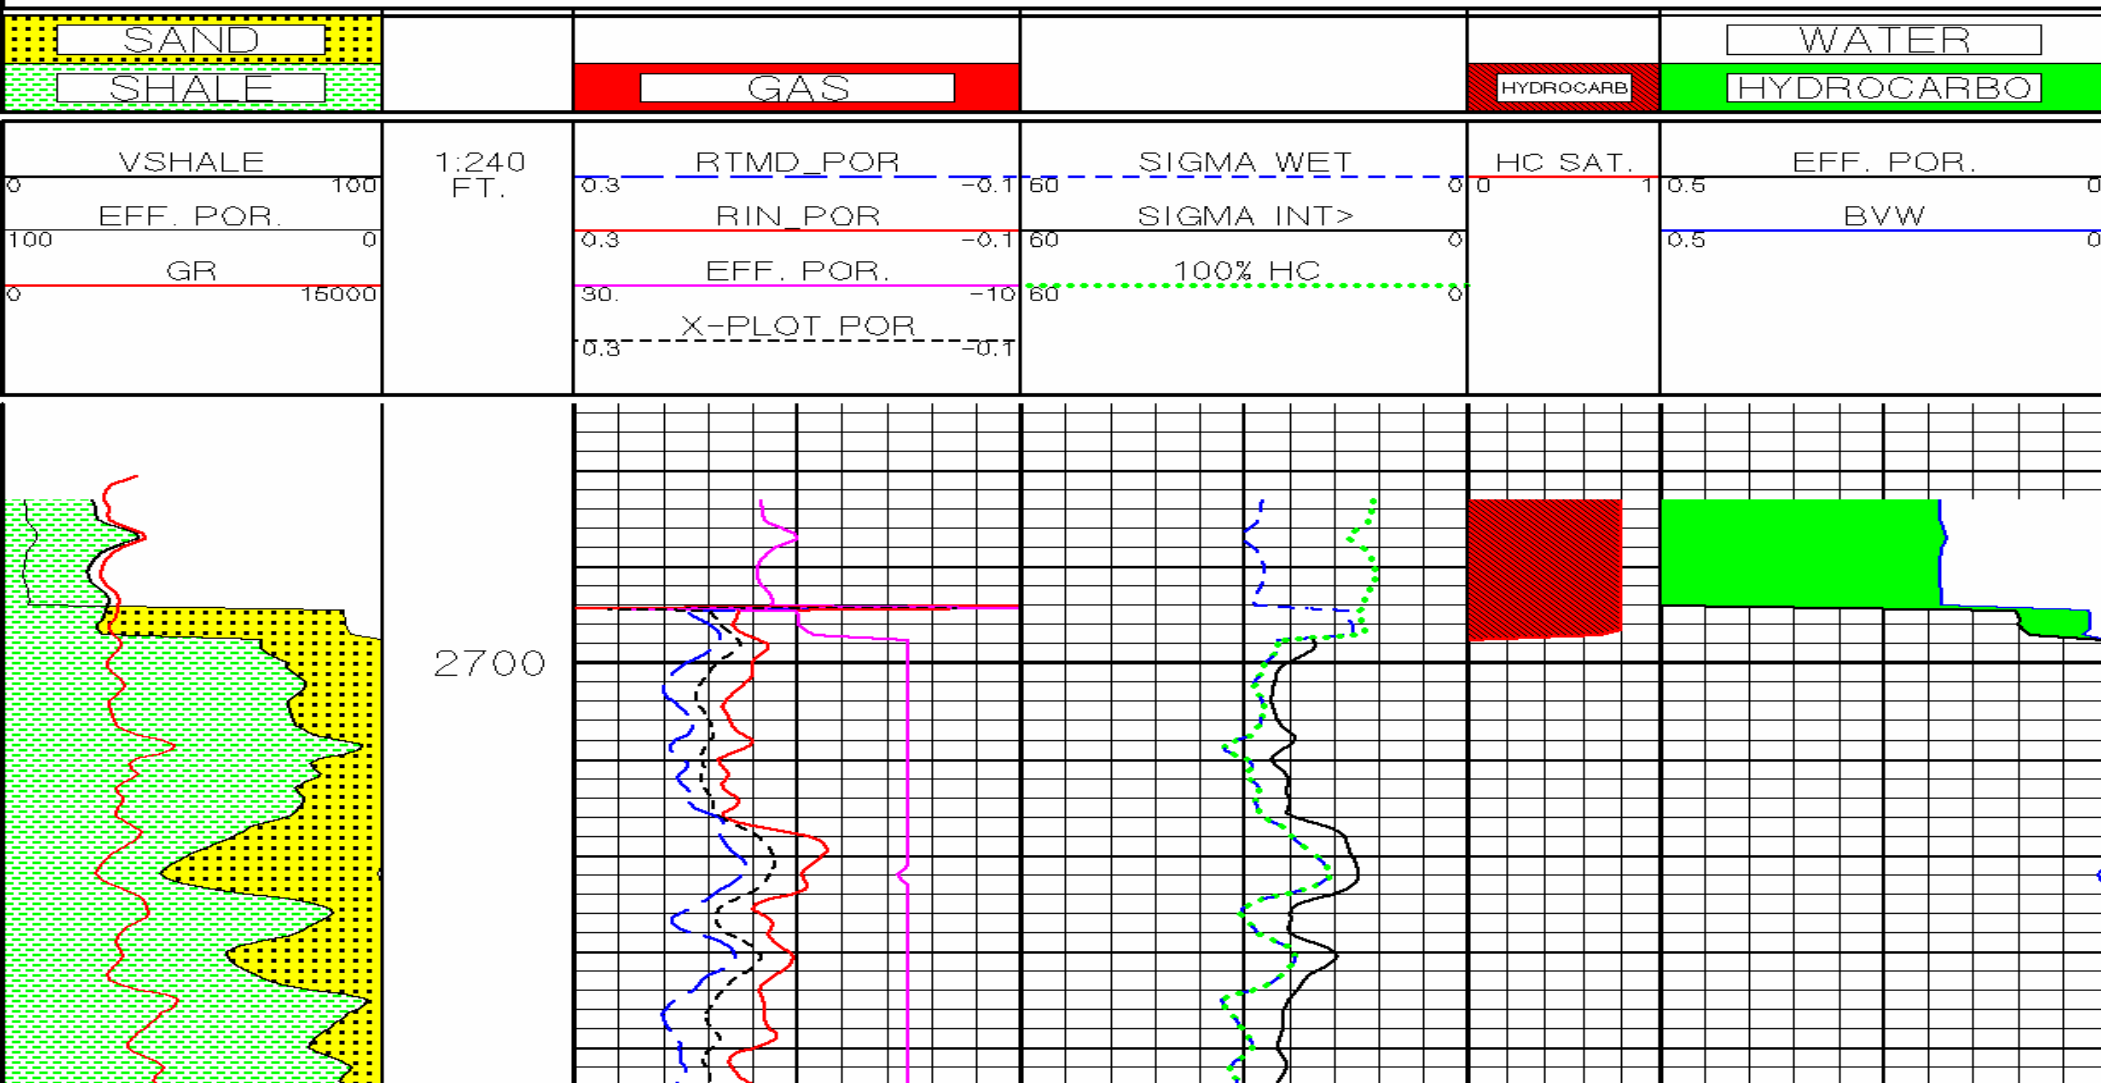 SAND
SHALE
GAS
HYDROCARB
WATER
HYDROCARBO
VSHALE
0 100
EFF. POR.
100 0
GR
0 15000
1:240
FT.
RTMD_POR
0.3 -0.1
RIN_POR
0.3 -0.1
EFF. POR.
30. -10
X-PLOT POR
0.3 -0.1
SIGMA WET
60 0
SIGMA INT>
60 0
100% HC
60 0
HC SAT.
0 1
EFF. POR.
0.5 0
BVW
0.5 0
2700